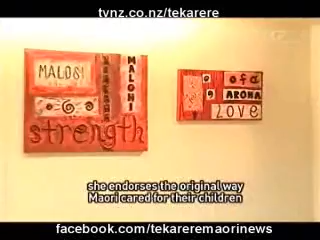 tvnz.co.nz/tekarere
MALOSI
MALOHI
strength
ofa
AROHA
LOVE
she endorses the original way
Maori cared for their children
facebook.com/tekareremaorinews